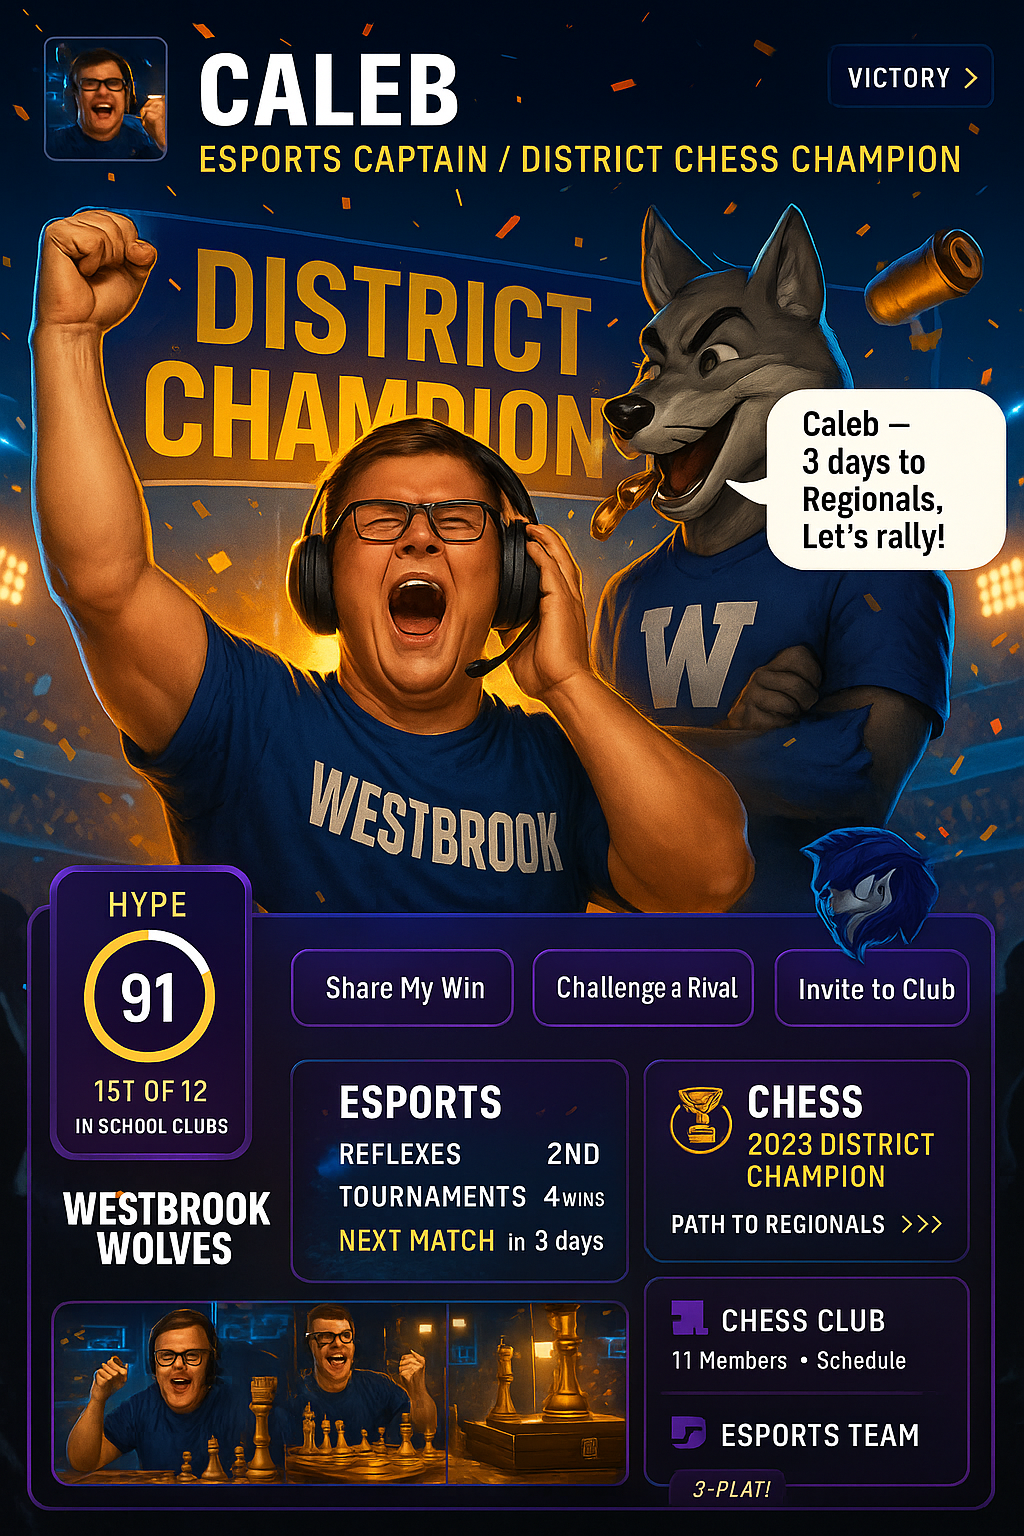 CALEB
ESPORTS CAPTAIN / DISTRICT CHESS CHAMPION
VICTORY
DISTRICT
CHAMPION
Caleb –
3 days to
Regionals,
Let's rally!
W
WESTBROOK
HYPE
91
15T OF 12
IN SCHOOL CLUBS
WESTBROOK
WOLVES
Share My Win
Challenge a Rival
Invite to Club
ESPORTS
REFLEXES 2ND
TOURNAMENTS 4 WINS
NEXT MATCH in 3 days
CHESS
2023 DISTRICT
CHAMPION
PATH TO REGIONALS >>>
CHESS CLUB
11 Members • Schedule
ESPORTS TEAM
3-PLAT!